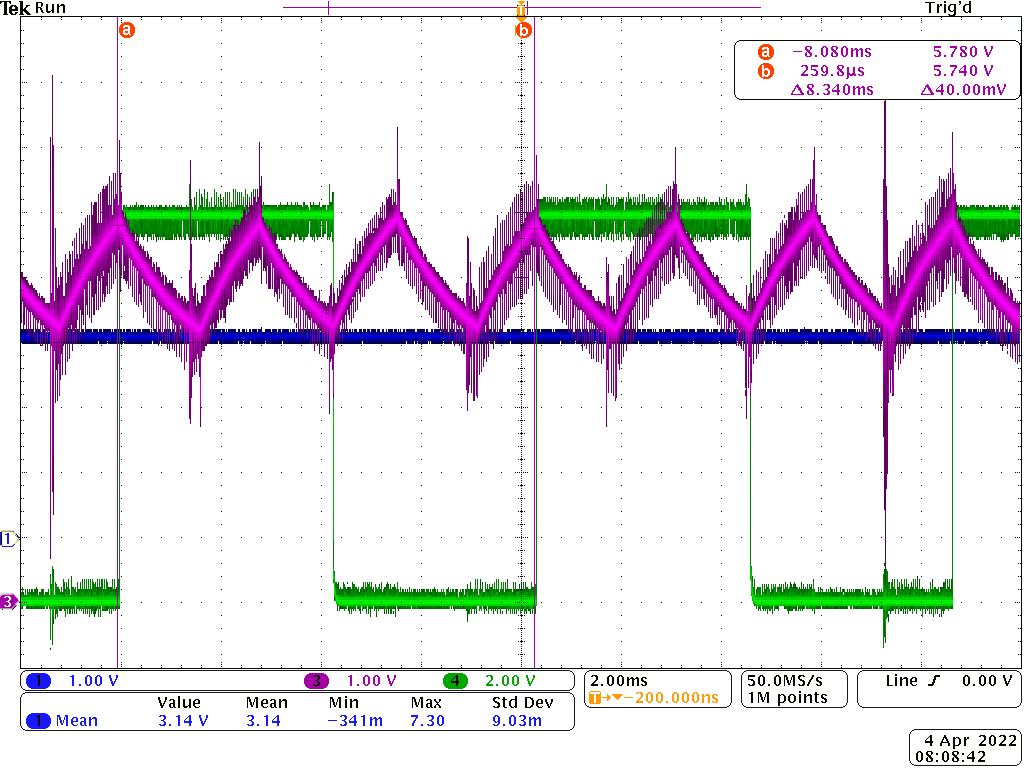 Tek Run Trig'd
T
a b
a −8.080ms 5.780 V
b 259.8µs 5.740 V
Δ8.340ms Δ40.00mV
1
3
1 1.00 V 3 1.00 V 4 2.00 V
2.00ms
T→▼−200.000ns
50.0MS/s
1M points
Line 0.00 V
Value Mean Min Max Std Dev
1 Mean 3.14 V 3.14 −341m 7.30 9.03m
4 Apr 2022
08:08:42